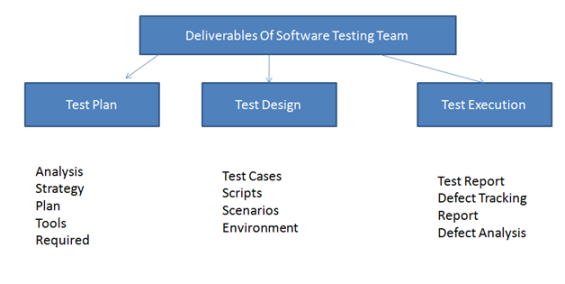 Deliverables Of Software Testing Team
Test Plan
Test Design
Test Execution
Analysis
Strategy
Plan
Tools
Required
Test Cases
Scripts
Scenarios
Environment
Test Report
Defect Tracking
Report
Defect Analysis